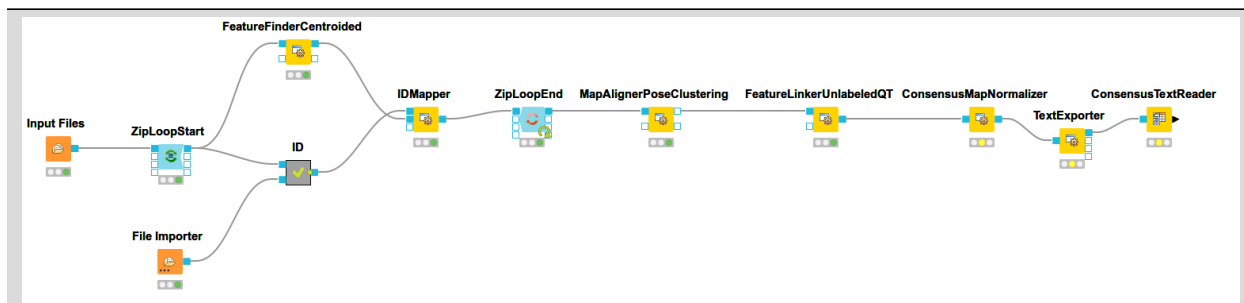 FeatureFinderCentroided
IDMapper
ZipLoopEnd
MapAlignerPoseClustering
FeatureLinkerUnlabeledQT
ConsensusMapNormalizer
ConsensusTextReader
TextExporter
Input Files
ZipLoopStart
ID
File Importer